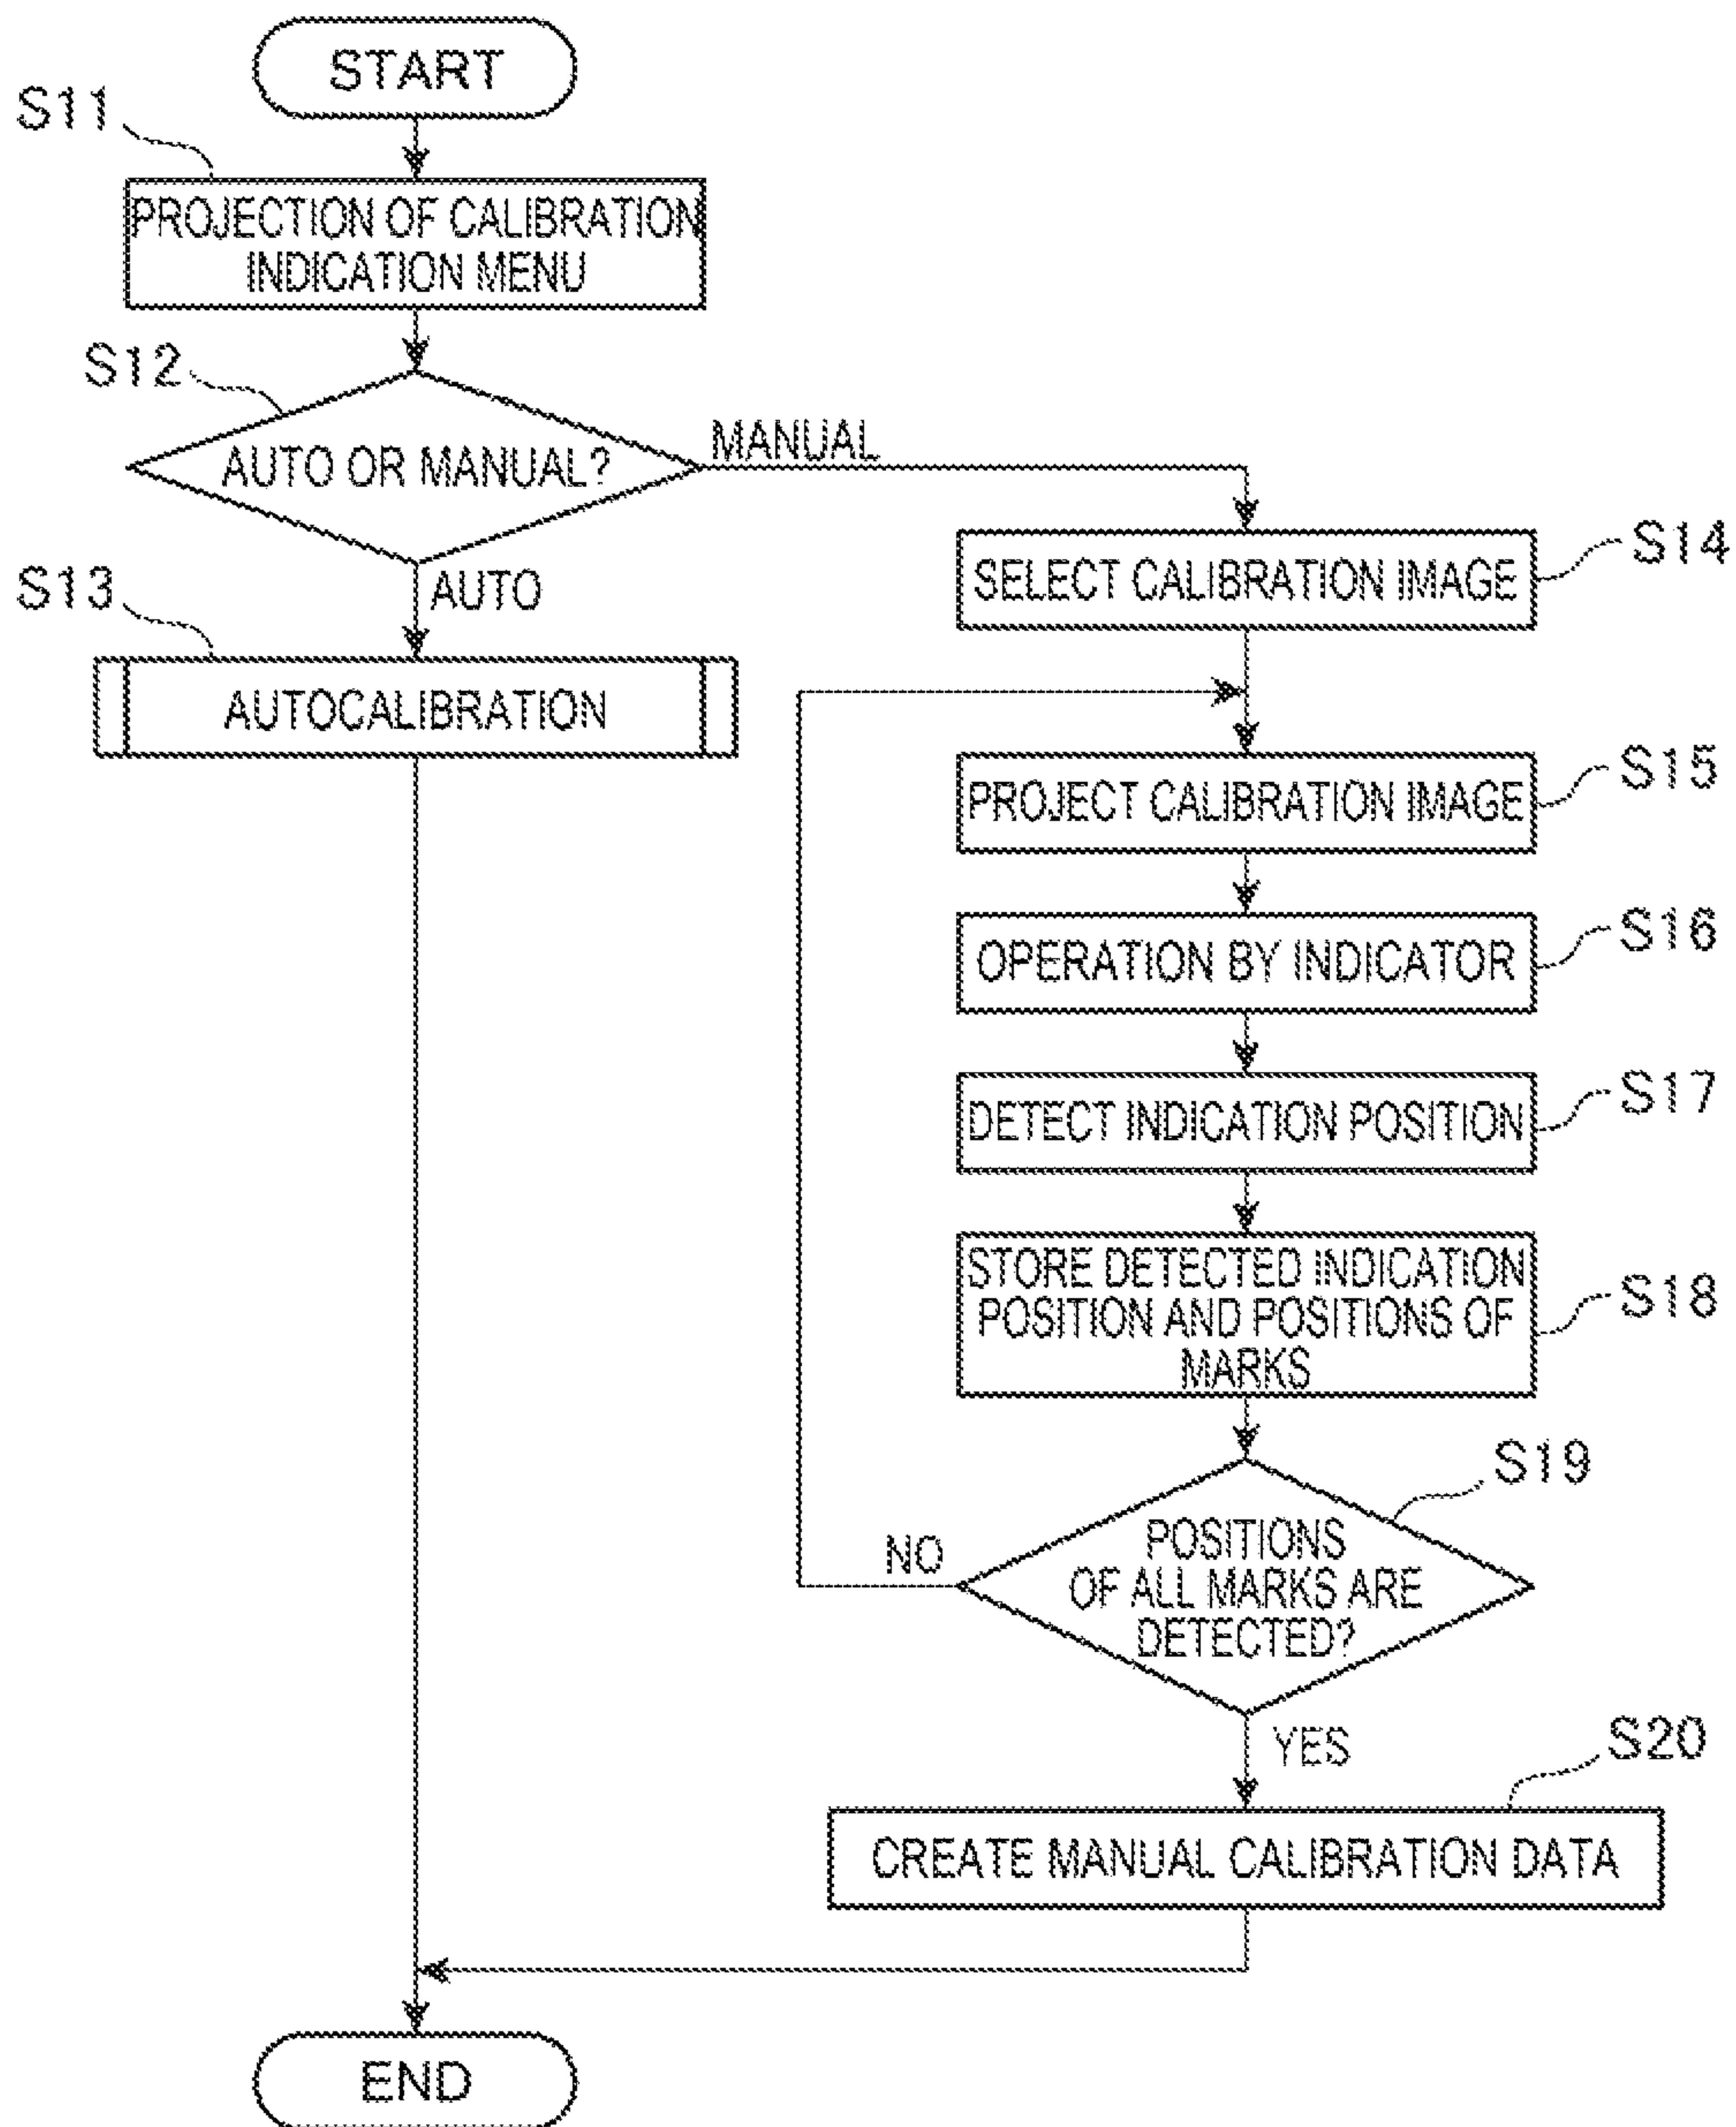 START
S11
PROJECTION OF CALIBRATION
INDICATION MENU
S12
AUTO OR MANUAL?
MANUAL
AUTO
S13
AUTOCALIBRATION
SELECT CALIBRATION IMAGE
S14
PROJECT CALIBRATION IMAGE
S15
OPERATION BY INDICATOR
S16
DETECT INDICATION POSITION
S17
STORE DETECTED INDICATION
POSITION AND POSITIONS OF
MARKS
S18
S19
POSITIONS
OF ALL MARKS ARE
DETECTED?
NO
YES
S20
CREATE MANUAL CALIBRATION DATA
END